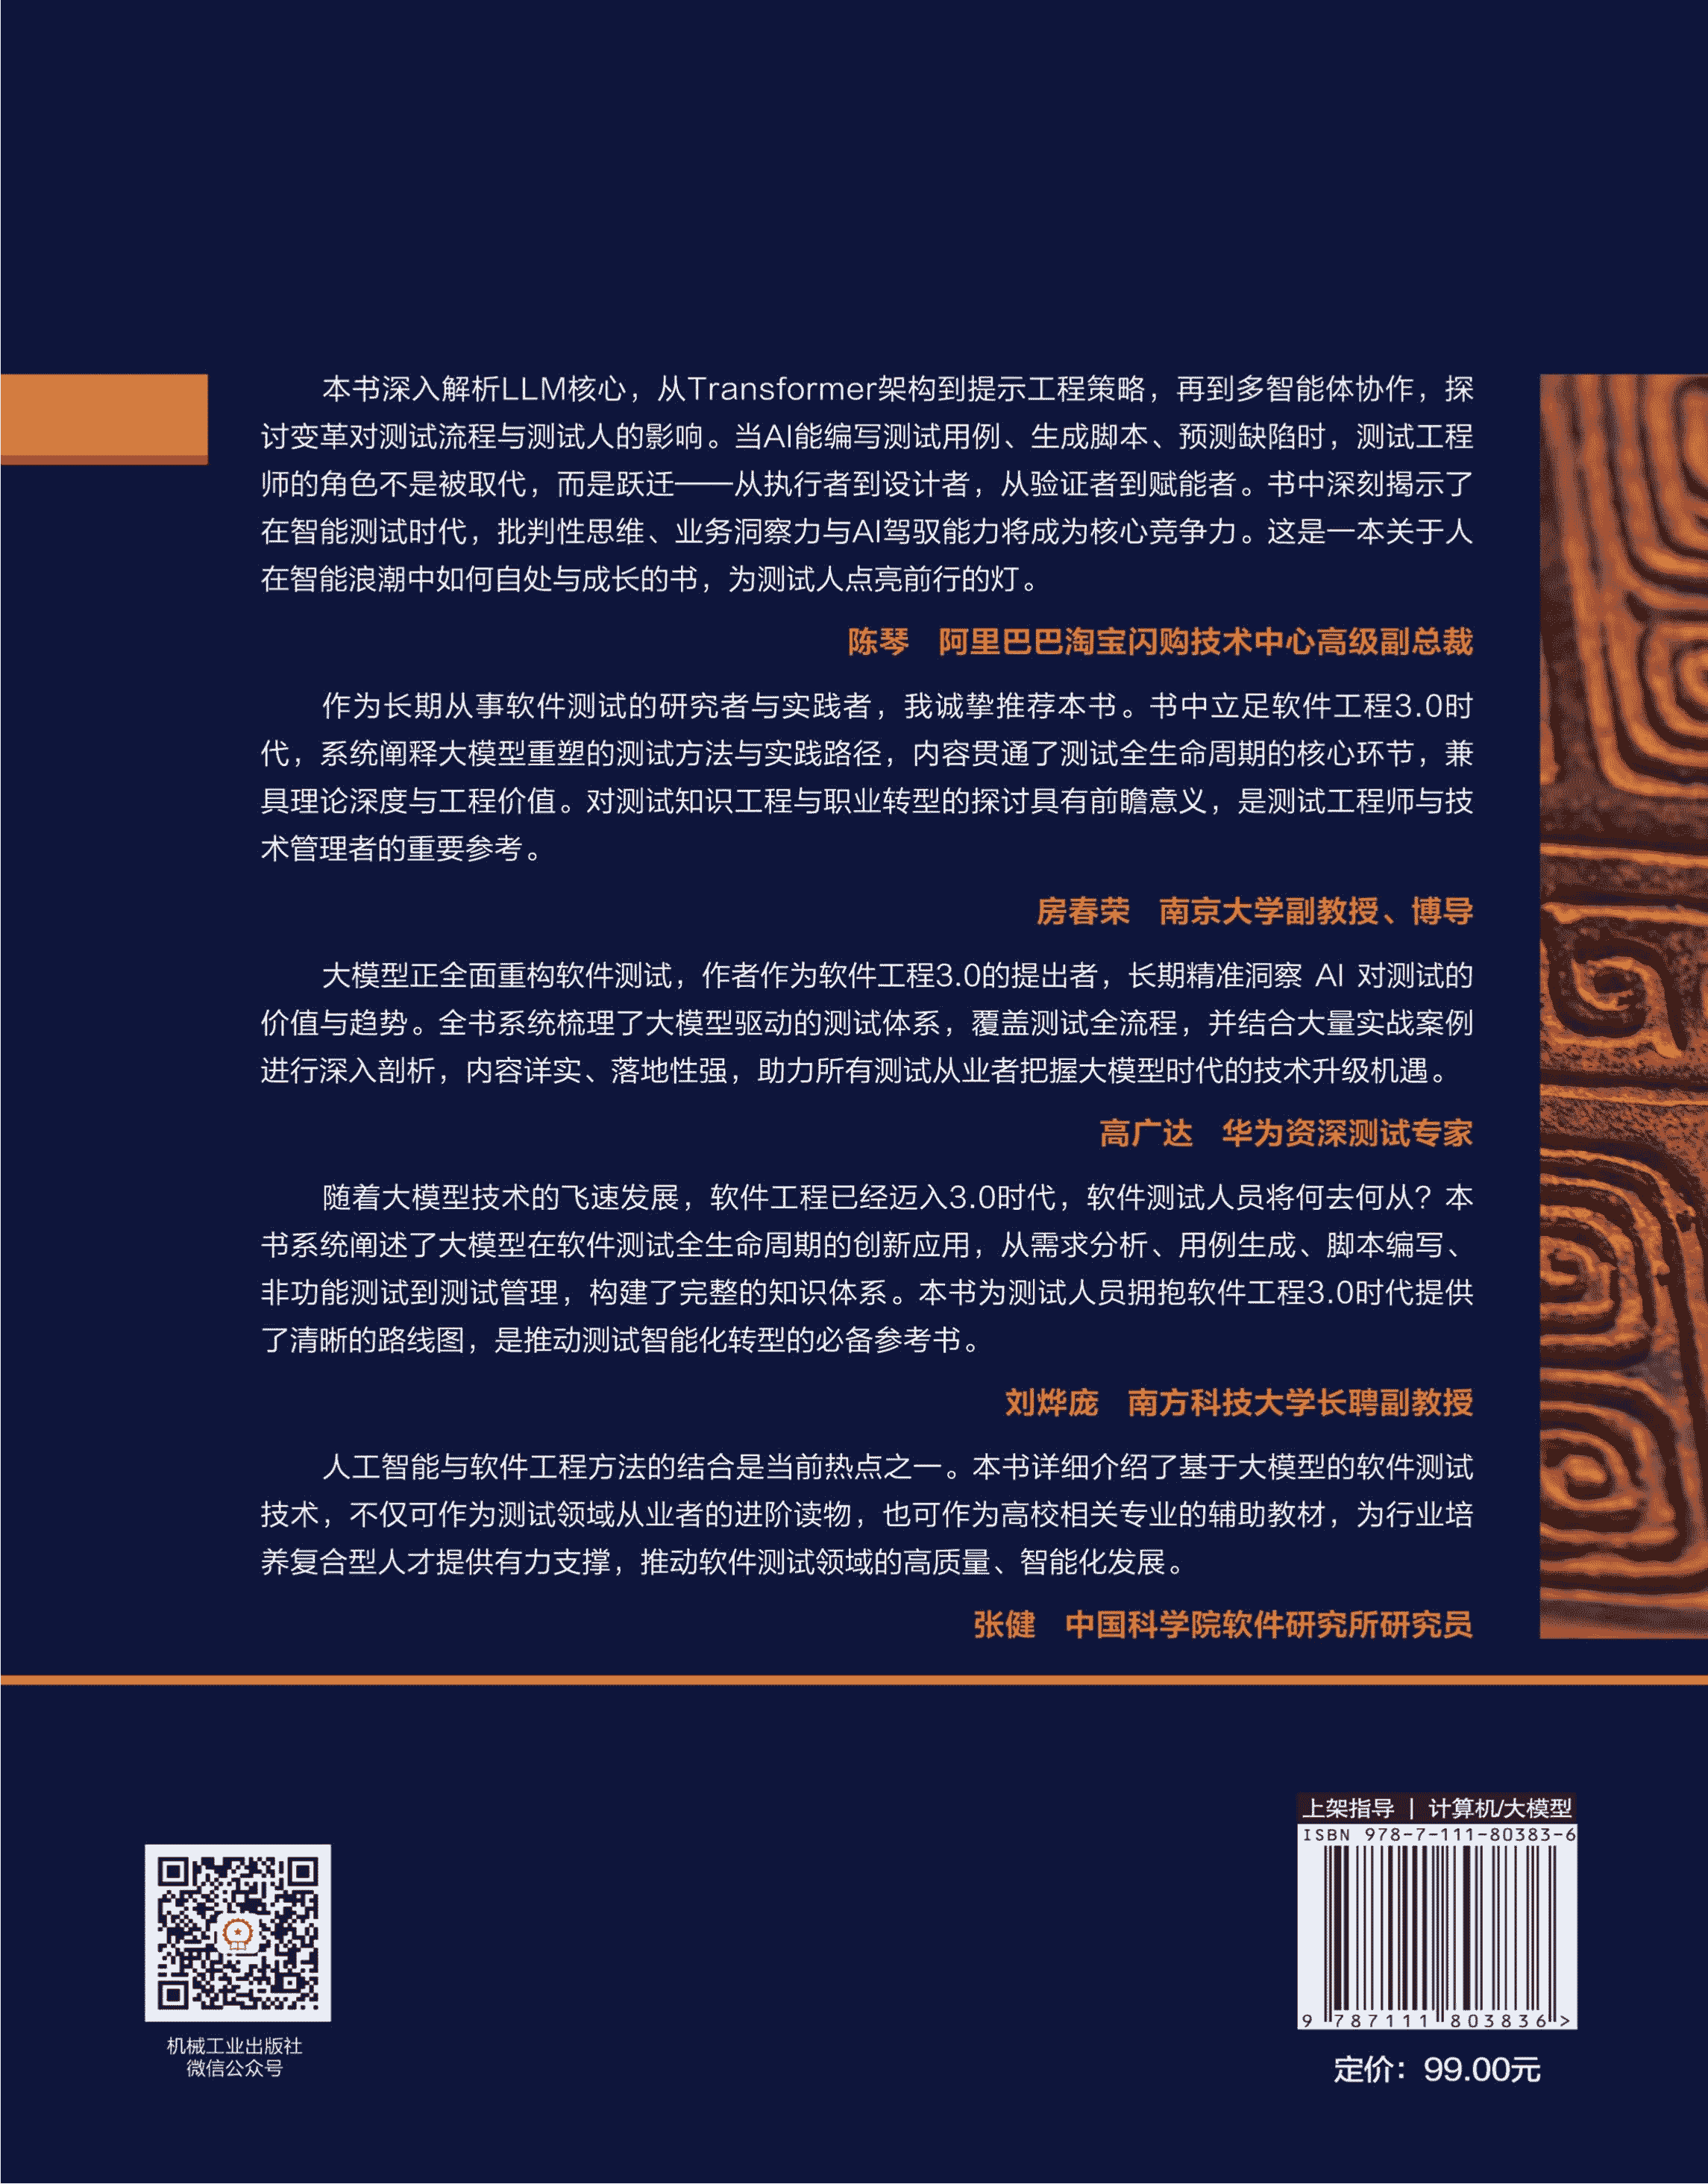 本书深入解析LLM核心，从Transformer架构到提示工程策略，再到多智能体协作，探
讨变革对测试流程与测试人的影响。当AI能编写测试用例、生成脚本、预测缺陷时，测试工程
师的角色不是被取代，而是跃迁——从执行者到设计者，从验证者到赋能者。书中深刻揭示了
在智能测试时代，批判性思维、业务洞察力与AI驾驭能力将成为核心竞争力。这是一本关于人
在智能浪潮中如何自处与成长的书，为测试人点亮前行的灯。
陈琴 阿里巴巴淘宝闪购技术中心高级副总裁
作为长期从事软件测试的研究者与实践者，我诚挚推荐本书。书中立足软件工程3.0时
代，系统阐释大模型重塑的测试方法与实践路径，内容贯通了测试全生命周期的核心环节，兼
具理论深度与工程价值。对测试知识工程与职业转型的探讨具有前瞻意义，是测试工程师与技
术管理者的重要参考。
房春荣 南京大学副教授、博导
大模型正全面重构软件测试，作者作为软件工程3.0的提出者，长期精准洞察 AI 对测试的
价值与趋势。全书系统梳理了大模型驱动的测试体系，覆盖测试全流程，并结合大量实战案例
进行深入剖析，内容详实、落地性强，助力所有测试从业者把握大模型时代的技术升级机遇。
高广达 华为资深测试专家
随着大模型技术的飞速发展，软件工程已经迈入3.0时代，软件测试人员将何去何从？本
书系统阐述了大模型在软件测试全生命周期的创新应用，从需求分析、用例生成、脚本编写、
非功能测试到测试管理，构建了完整的知识体系。本书为测试人员拥抱软件工程3.0时代提供
了清晰的路线图，是推动测试智能化转型的必备参考书。
刘烨庞 南方科技大学长聘副教授
人工智能与软件工程方法的结合是当前热点之一。本书详细介绍了基于大模型的软件测试
技术，不仅可作为测试领域从业者的进阶读物，也可作为高校相关专业的辅助教材，为行业培
养复合型人才提供有力支撑，推动软件测试领域的高质量、智能化发展。
张健 中国科学院软件研究所研究员
上架指导 | 计算机/大模型
ISBN 978-7-111-80383-6
9 787111 803836 >
定价：99.00元
机械工业出版社
微信公众号